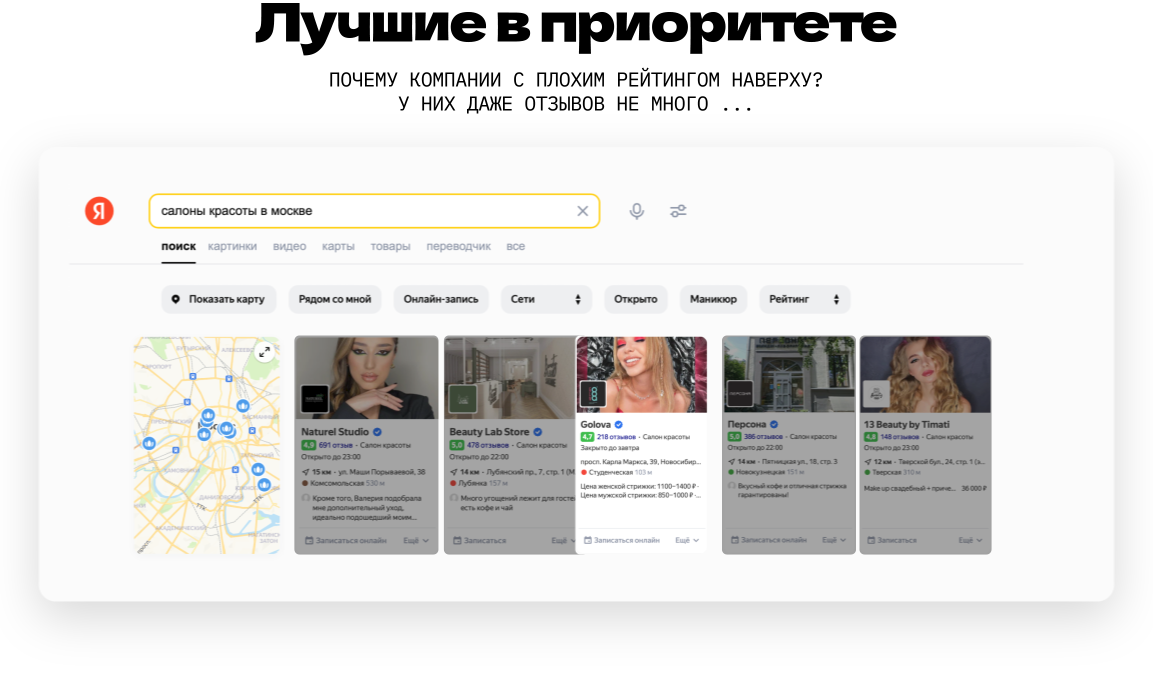 Лучшие в приоритете
ПОЧЕМУ КОМПАНИИ С ПЛОХИМ РЕЙТИНГОМ НАВЕРХУ?
У НИХ ДАЖЕ ОТЗЫВОВ НЕ МНОГО ...
Я
салоны красоты в москве
поиск картинки видео карты товары переводчик все
Показать карту Рядом со мной Онлайн-запись Сети Открыто Маникюр Рейтинг
Naturel Studio
4,9 691 отзыв · Салон красоты
Открыто до 23:00
15 км · ул. Маши Порываевой, 38
Комсомольская 530 м
Кроме того, Валерия подобрала
мне дополнительный уход,
идеально подошедший моим...
Записаться онлайн Ещё
Beauty Lab Store
5,0 478 отзывов · Салон красоты
Открыто до 22:00
14 км · Лубянский пр., 7, стр. 1 (М
Лубянка 157 м
Много угощений лежит для госте
есть кофе и чай
Записаться Ещё
Golova
4,7 218 отзывов · Салон красоты
Закрыто до завтра
просп. Карла Маркса, 39, Новосибир...
Студенческая 103 м
Цена женской стрижки: 1100–1400 ₽ ·
Цена мужской стрижки: 850–1000 ₽ ·...
Записаться онлайн Ещё
Персона
5,0 386 отзывов · Салон красоты
Открыто до 22:00
14 км · Пятницкая ул., 18, стр. 3
Новокузнецкая 151 м
Вкусный кофе и отличная стрижка
гарантированы!
Записаться онлайн Ещё
13 Beauty by Timati
4,8 148 отзывов · Салон красоты
Открыто до 23:00
12 км · Тверской бул., 24, стр. 1 (э...
Тверская 310 м
Make up свадебный + приче... 36 000 ₽
Записаться Ещё